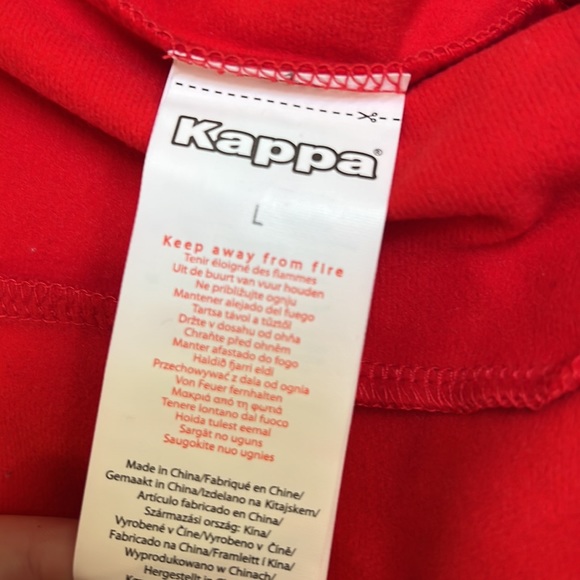 Kappa®
L
Keep away from fire
Tenir éloigné des flammes
Uit de buurt van vuur houden
Ne približujte ognju
Mantener alejado del fuego
Tartsa távol a tűztől
Držte v dosahu od ohňa
Chraňte před ohněm
Manter afastado do fogo
Haldið fjarri eldi
Przechowywać z dala od ognia
Von Feuer fernhalten
Μακριά από τη φωτιά
Tenere lontano dal fuoco
Hoida tulest eemal
Sargāt no uguns
Saugokite nuo ugnies
Made in China/Fabriqué en Chine/
Gemaakt in China/Izdelano na Kitajskem/
Artículo fabricado en China/
Származási ország: Kína/
Vyrobené v Číne/Vyrobeno v Číně/
Fabricado na China/Framleitt í Kína/
Wyprodukowano w Chinach/
Hergestellt in China/